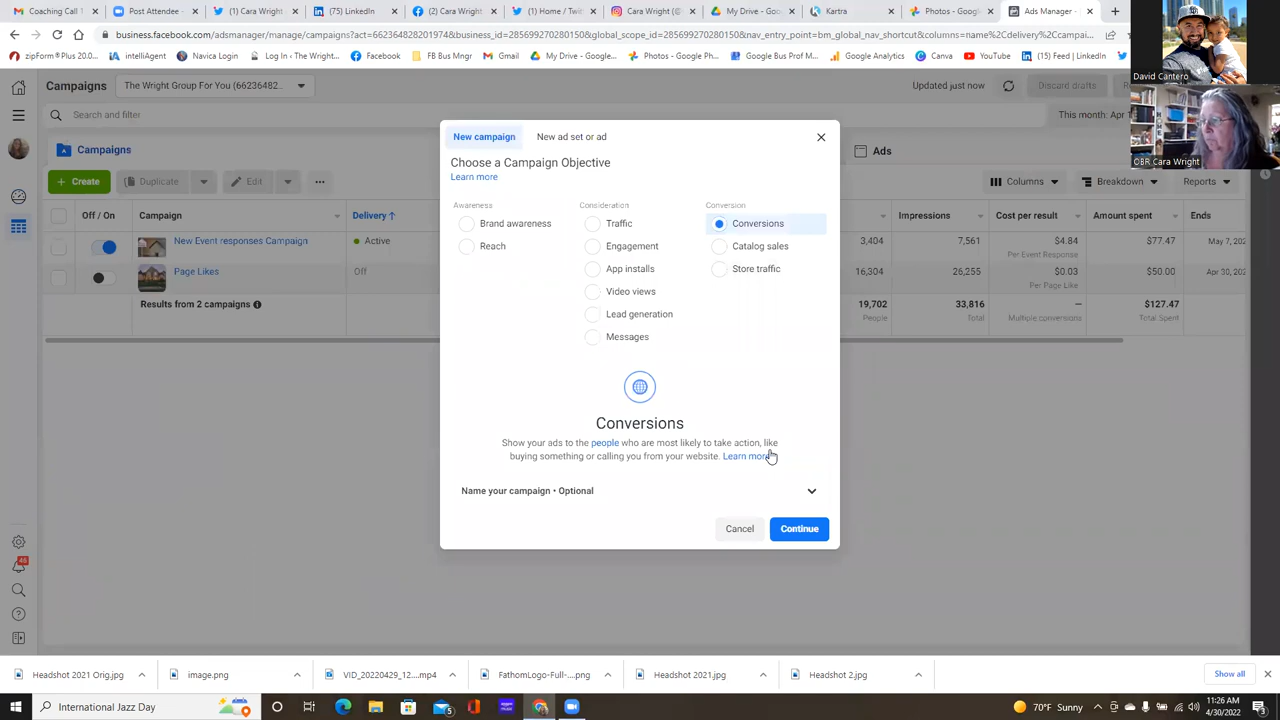 Coaching Call 1
Post Attendee -
(1) Cara Wright
(75) LinkedIn
(2) Cara Wright
(1) Home / Twit
Cara Wright (@
My Drive - Goog
Kartra
Photos - Google
Ads Manager
business.facebook.com/adsmanager/manage/campaigns?act=662364828701974&business_id=285699270280150&global_scope_id=285699270280150&nav_entry_point=bm_global_nav_shortcut&columns=name%2Cdelivery%2Ccampai...
zipForm®Plus 20.0...
intelliAgent
Navica Login
(3) In - The Wright...
Facebook
FB Bus Mngr
Gmail
My Drive - Google...
Photos - Google Ph...
Google Bus Prof M...
Google Analytics
Canva
YouTube
(15) Feed | LinkedIn
David Cantero
OBR Cara Wright
Campaigns
The Wright Group For You (66236482...
Updated just now
Discard drafts
Search and filter
This month: Apr 1
Campaigns
Ads
+ Create
Duplicate
Edit
Columns
Breakdown
Reports
Off / On
Campaign
Delivery ↑
Impressions
Cost per result
Amount spent
Ends
New Event responses Campaign
Active
3,404
7,561
$4.84
Per Event Response
$77.47
May 7, 202
Page Likes
Off
16,304
26,255
$0.03
Per Page Like
$50.00
Apr 30, 202
Results from 2 campaigns
19,702
People
33,816
Total
—
Multiple conversions
$127.47
Total Spent
New campaign
New ad set or ad
Choose a Campaign Objective
Learn more
Awareness
Brand awareness
Reach
Consideration
Traffic
Engagement
App installs
Video views
Lead generation
Messages
Conversion
Conversions
Catalog sales
Store traffic
Conversions
Show your ads to the people who are most likely to take action, like
buying something or calling you from your website. Learn more
Name your campaign • Optional
Cancel
Continue
Headshot 2021 Orig.jpg
image.png
VID_20220429_12....mp4
FathomLogo-Full-....png
Headshot 2021.jpg
Headshot 2.jpg
Show all
International Jazz Day
70°F Sunny
11:26 AM
4/30/2022